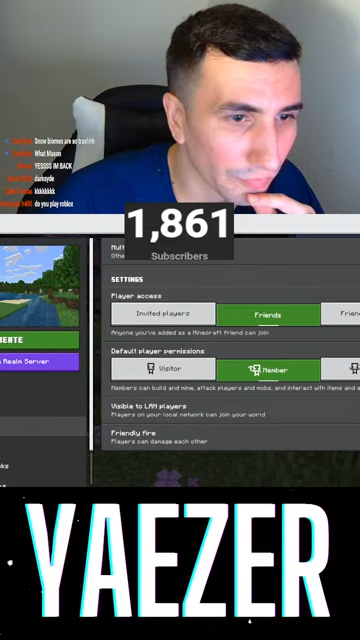 Snow biomes are so trashhh
What Mason
YESSSS IM BACK
darksyde
kkkkkkkk
do you play roblox
1,861
Subscribers
SETTINGS
Player access
Invited players
Friends
Anyone you've added as a Minecraft friend can join
Default player permissions
Visitor
Member
Members can build and mine, attack players and mobs, and interact with items and
Visible to LAN players
Players on your local network can join your world
Friendly fire
Players can damage each other
Realm Server
YAEZER